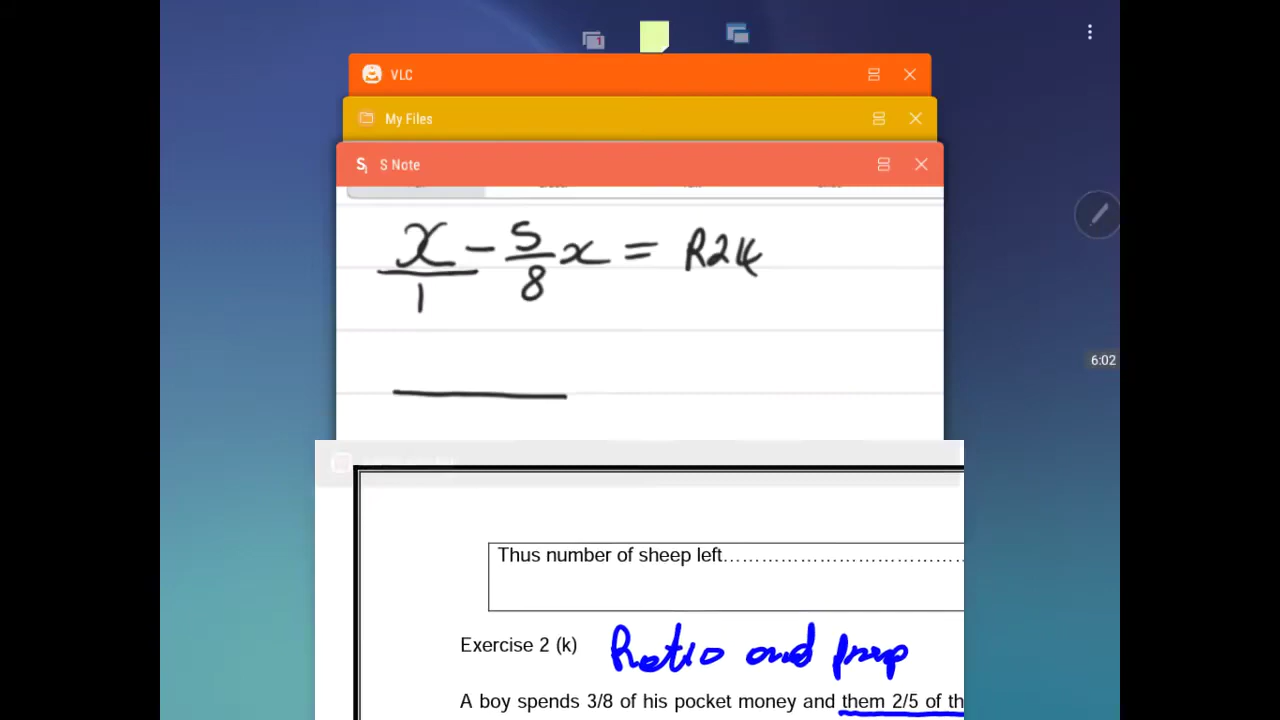 1
VLC
My Files
S Note
x/1 - 5/8 x = R24
6:02
Thus number of sheep left……………………………
Exercise 2 (k) Ratio and prop
A boy spends 3/8 of his pocket money and them 2/5 of th